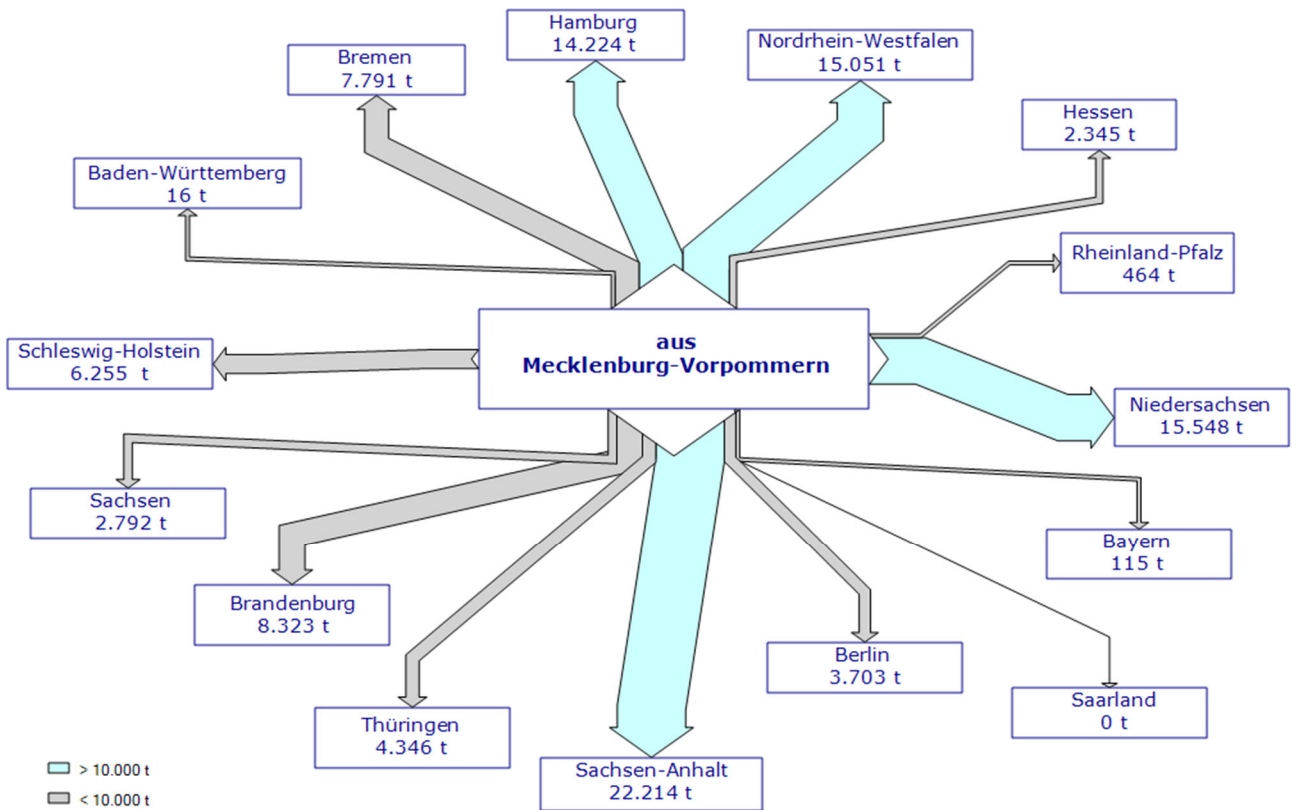 Hamburg
14.224 t
Nordrhein-Westfalen
15.051 t
Bremen
7.791 t
Hessen
2.345 t
Baden-Württemberg
16 t
Rheinland-Pfalz
464 t
aus
Mecklenburg-Vorpommern
Schleswig-Holstein
6.255 t
Niedersachsen
15.548 t
Sachsen
2.792 t
Bayern
115 t
Brandenburg
8.323 t
Berlin
3.703 t
Saarland
0 t
Thüringen
4.346 t
Sachsen-Anhalt
22.214 t
> 10.000 t
< 10.000 t